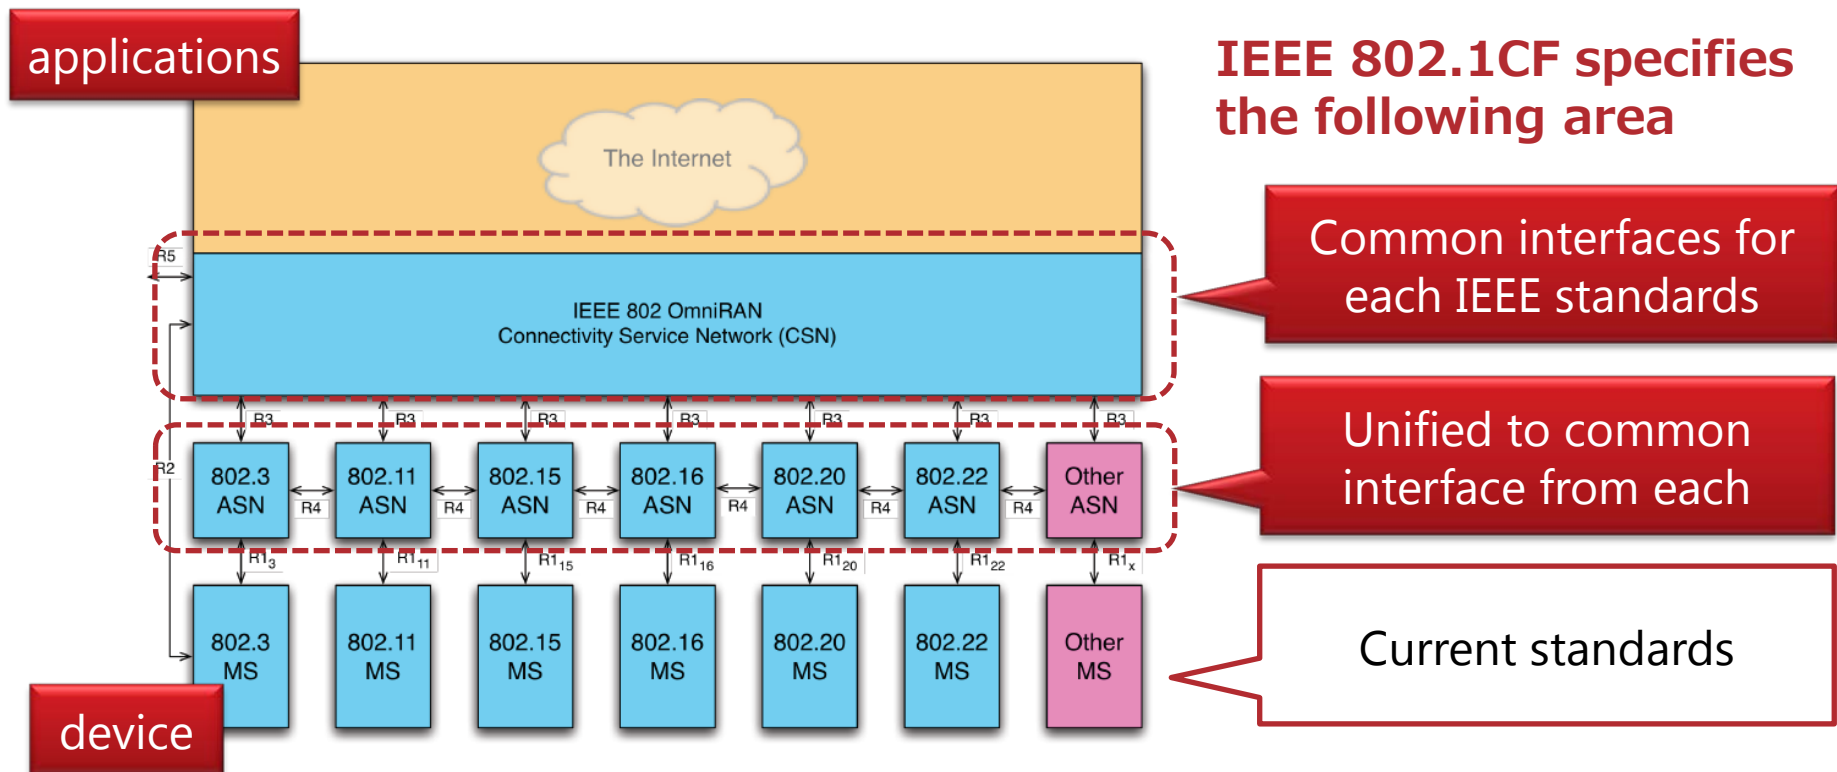 applications
IEEE 802.1CF specifies
the following area
The Internet
Common interfaces for
each IEEE standards
R5
IEEE 802 OmniRAN
Connectivity Service Network (CSN)
R3 R3 R3 R3 R3 R3 R3
Unified to common
interface from each
R2
802.3 802.11 802.15 802.16 802.20 802.22 Other
ASN ASN ASN ASN ASN ASN ASN
R4 R4 R4 R4 R4 R4
R1₃ R1₁₁ R1₁₅ R1₁₆ R1₂₀ R1₂₂ R1ₓ
802.3 802.11 802.15 802.16 802.20 802.22 Other
MS MS MS MS MS MS MS
Current standards
device